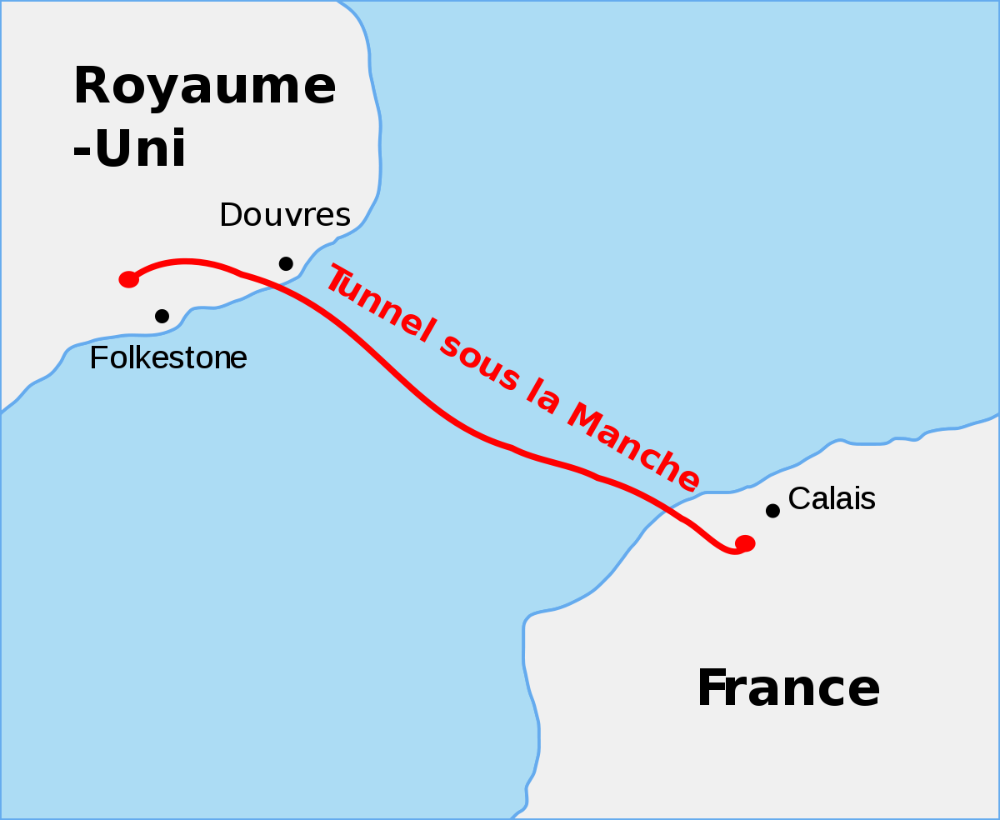 Royaume
-Uni
Douvres
Tunnel sous la Manche
Folkestone
Calais
France